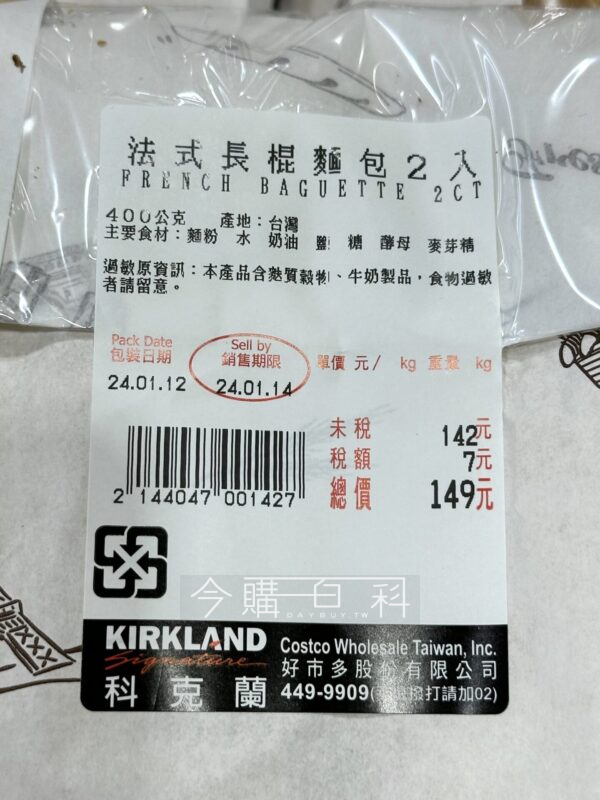 法式長棍麵包2入
FRENCH BAGUETTE 2CT
400公克 產地：台灣
主要食材：麵粉 水 奶油 鹽 糖 酵母 麥芽精
過敏原資訊：本產品含麩質穀物、牛奶製品，食物過敏
者請留意。
Pack Date
包裝日期
24.01.12
Sell by
銷售期限
24.01.14
單價 元/ kg 重量 kg
未稅 142元
稅額 7元
總價 149元
2 144047 001427
今購百科
DAYBUY.TW
KIRKLAND
Signature
科克蘭
Costco Wholesale Taiwan, Inc.
好市多股份有限公司
449-9909(撥打請加02)